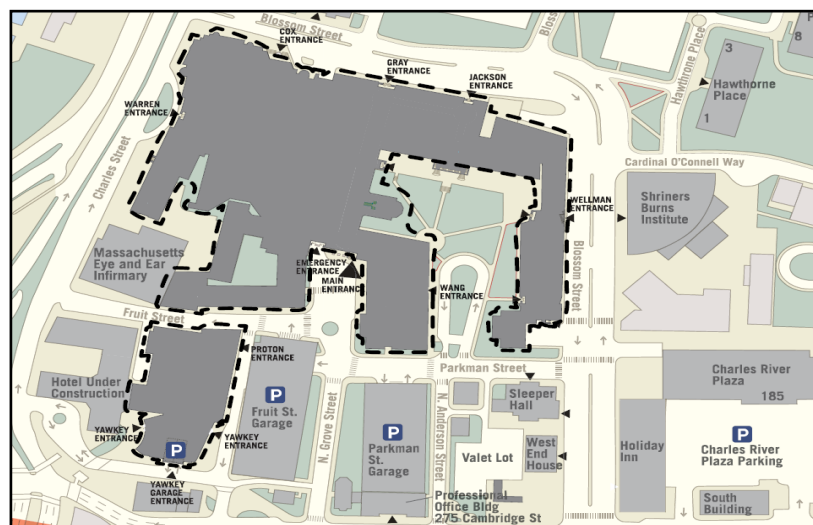 Blossom Street
COX
ENTRANCE
Blos
3
8
Hawthrone Place
Hawthorne
Place
1
GRAY
ENTRANCE
JACKSON
ENTRANCE
WARREN
ENTRANCE
Charles Street
Cardinal O'Connell Way
WELLMAN
ENTRANCE
Shriners
Burns
Institute
Massachusetts
Eye and Ear
Infirmary
EMERGENCY
ENTRANCE
MAIN
ENTRANC
WANG
ENTRANCE
Blossom Street
Fruit Street
PROTON
ENTRANCE
Parkman Street
Charles River
Plaza
185
Hotel Under
Construction
P
Fruit St.
Garage
N. Grove Street
P
Parkman
St. Garage
N. Anderson Street
Sleeper
Hall
YAWKEY
ENTRANCE
YAWKEY
ENTRANCE
P
West
End
House
Valet Lot
Holiday
Inn
P
Charles River
Plaza Parking
YAWKEY
GARAGE
ENTRANCE
Professional
Office Bldg
275 Cambridge St
South
Building